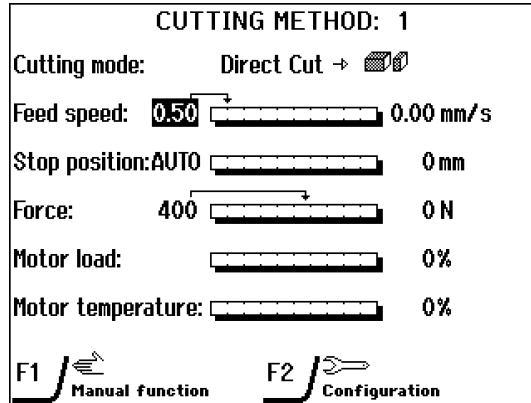 CUTTING METHOD: 1
Cutting mode: Direct Cut →
Feed speed: 0.50 0.00 mm/s
Stop position:AUTO 0 mm
Force: 400 0 N
Motor load: 0%
Motor temperature: 0%
F1 Manual function F2 Configuration